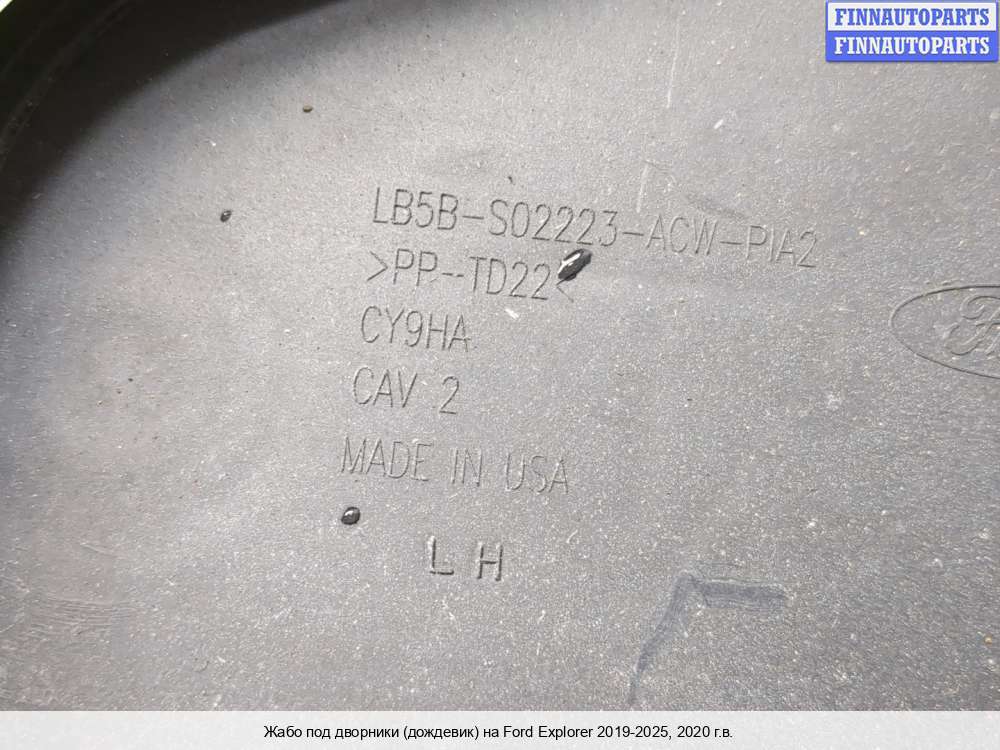 FINNAUTOPARTS
FINNAUTOPARTS
LB5B-S02223-ACW-PIA2
>PP--TD22<
CY9HA
CAV 2
MADE IN USA
L H
Жабо под дворники (дождевик) на Ford Explorer 2019-2025, 2020 г.в.